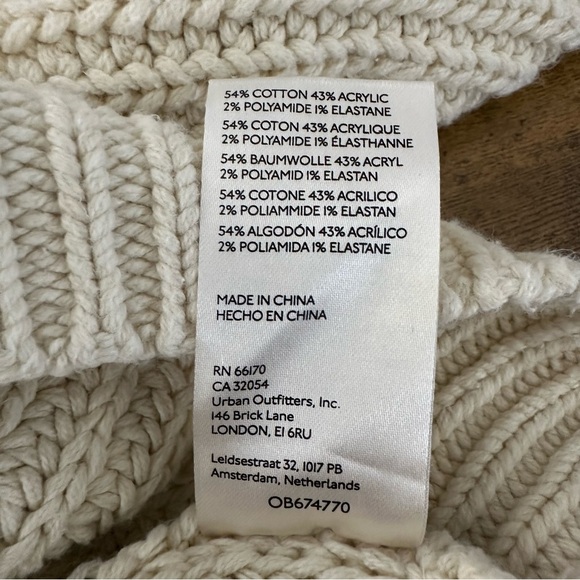 54% COTTON 43% ACRYLIC
2% POLYAMIDE 1% ELASTANE
54% COTON 43% ACRYLIQUE
2% POLYAMIDE 1% ÉLASTHANNE
54% BAUMWOLLE 43% ACRYL
2% POLYAMID 1% ELASTAN
54% COTONE 43% ACRILICO
2% POLIAMMIDE 1% ELASTAN
54% ALGODÓN 43% ACRÍLICO
2% POLIAMIDA 1% ELASTANE
MADE IN CHINA
HECHO EN CHINA
RN 66170
CA 32054
Urban Outfitters, Inc.
146 Brick Lane
LONDON, E1 6RU
Leidsestraat 32, 1017 PB
Amsterdam, Netherlands
OB674770